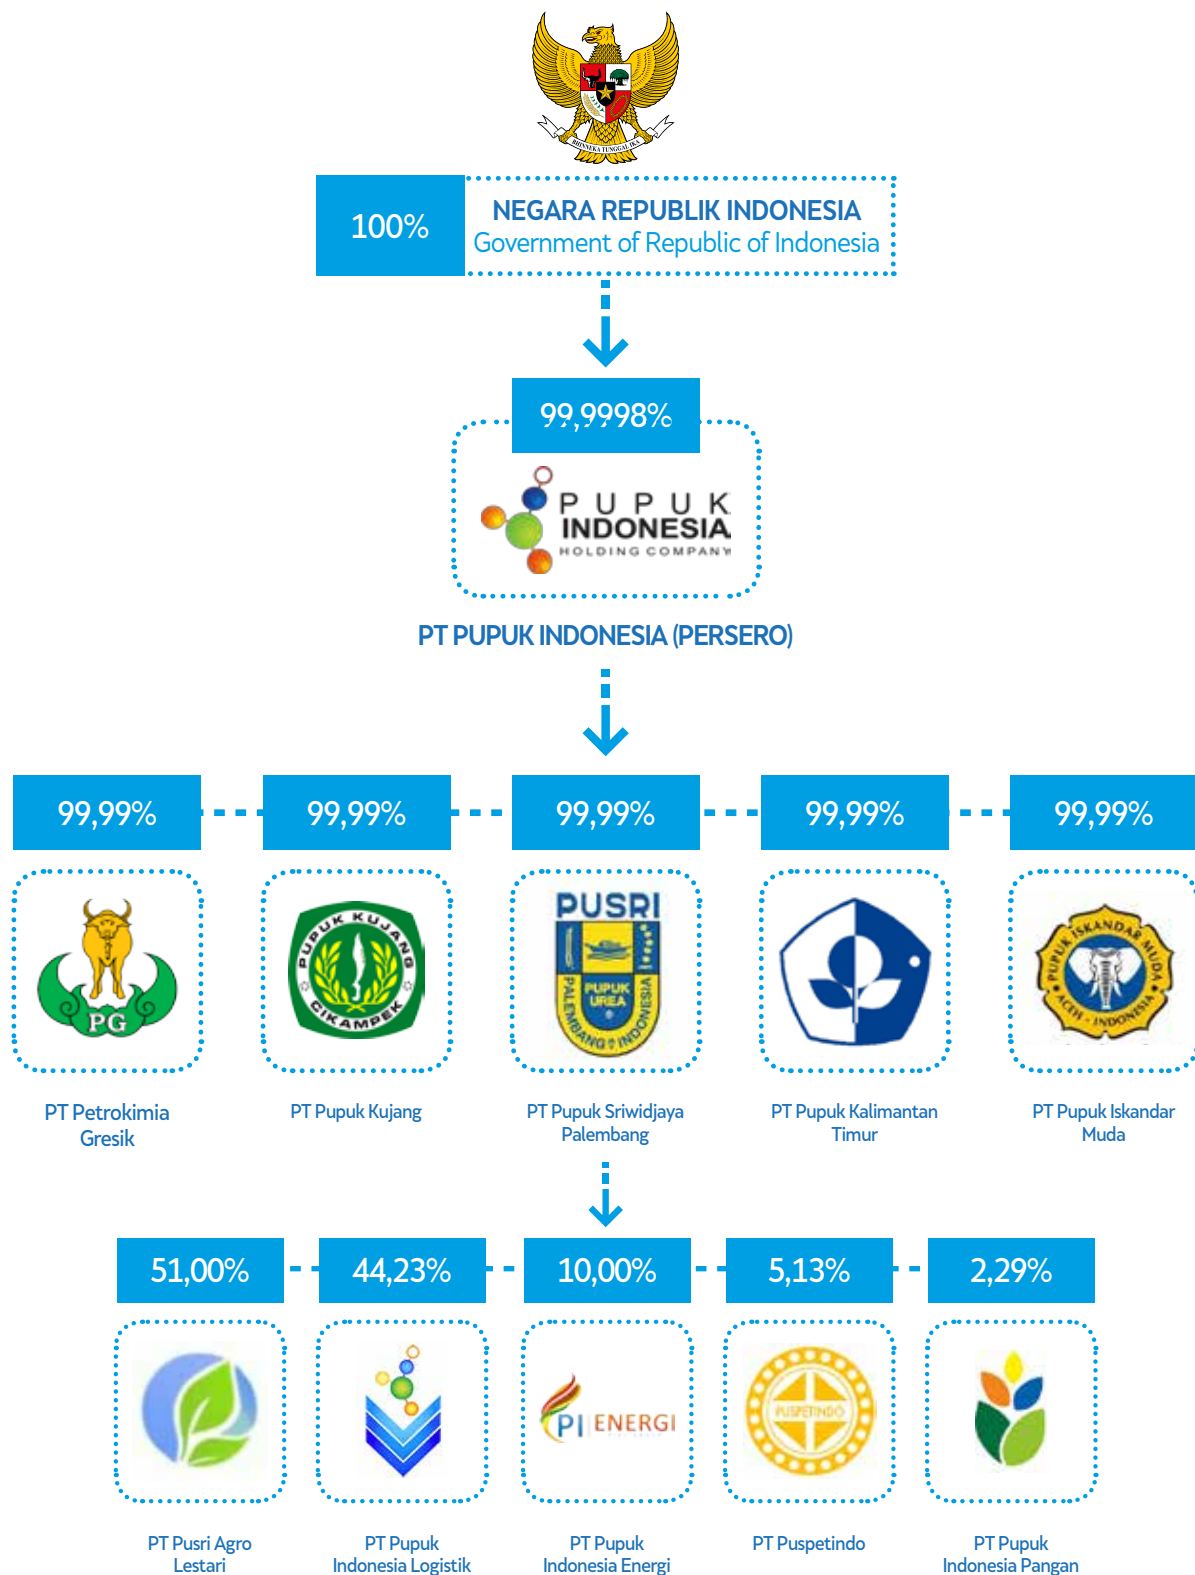 BHINNEKA TUNGGAL IKA
100%
NEGARA REPUBLIK INDONESIA
Government of Republic of Indonesia
99,9998%
PUPUK
INDONESIA
HOLDING COMPANY
PT PUPUK INDONESIA (PERSERO)
99,99%
99,99%
99,99%
99,99%
99,99%
PG
PUPUK KUJANG
CIKAMPEK
PUSRI
PUPUK
UREA
®
PALEMBANG INDONESIA
PUPUK ISKANDAR MUDA
ACEH - INDONESIA
PT Petrokimia
Gresik
PT Pupuk Kujang
PT Pupuk Sriwidjaya
Palembang
PT Pupuk Kalimantan
Timur
PT Pupuk Iskandar
Muda
51,00%
44,23%
10,00%
5,13%
2,29%
PI ENERGI
PUSPETINDO
PT Pusri Agro
Lestari
PT Pupuk
Indonesia Logistik
PT Pupuk
Indonesia Energi
PT Puspetindo
PT Pupuk
Indonesia Pangan